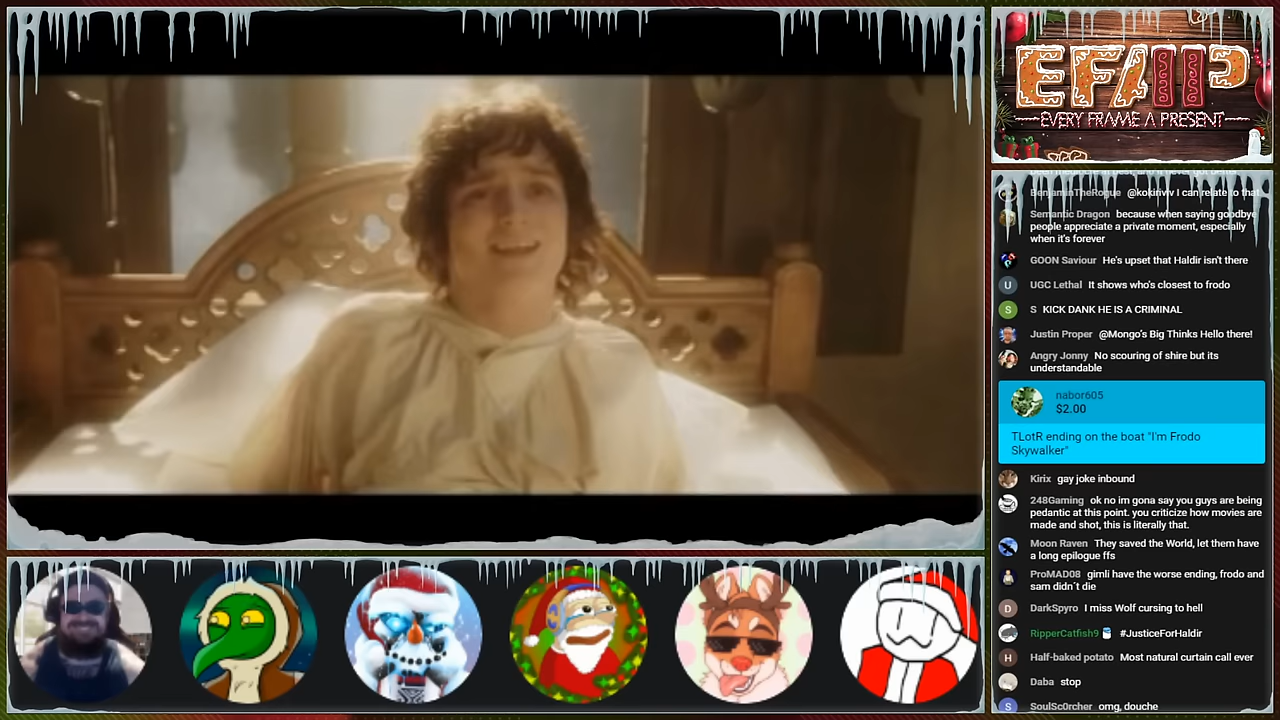 EFAP
EVERY FRAME A PRESENT
BenjaminTheRogue @kokiriviv I can relate to that
Semantic Dragon because when saying goodbye
people appreciate a private moment, especially
when it's forever
GOON Saviour He's upset that Haldir isn't there
U UGC Lethal It shows who's closest to frodo
S S KICK DANK HE IS A CRIMINAL
Justin Proper @Mongo's Big Thinks Hello there!
Angry Jonny No scouring of shire but its
understandable
nabor605
$2.00
TLotR ending on the boat "I'm Frodo
Skywalker"
Kirix gay joke inbound
248Gaming ok no im gona say you guys are being
pedantic at this point. you criticize how movies are
made and shot, this is literally that.
Moon Raven They saved the World, let them have
a long epilogue ffs
ProMAD08 gimli have the worse ending, frodo and
sam didn´t die
D DarkSpyro I miss Wolf cursing to hell
RipperCatfish9 #JusticeForHaldir
H Half-baked potato Most natural curtain call ever
Daba stop
S SoulSc0rcher omg, douche